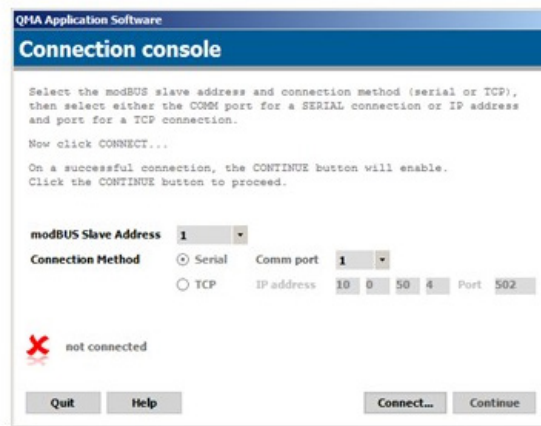 QMA Application Software
Connection console
Select the modBUS slave address and connection method (serial or TCP),
then select either the COMM port for a SERIAL connection or IP address
and port for a TCP connection.
Now click CONNECT...
On a successful connection, the CONTINUE button will enable.
Click the CONTINUE button to proceed.
modBUS Slave Address 1
Connection Method Serial Comm port 1
TCP IP address 10 0 50 4 Port 502
not connected
Quit Help Connect... Continue